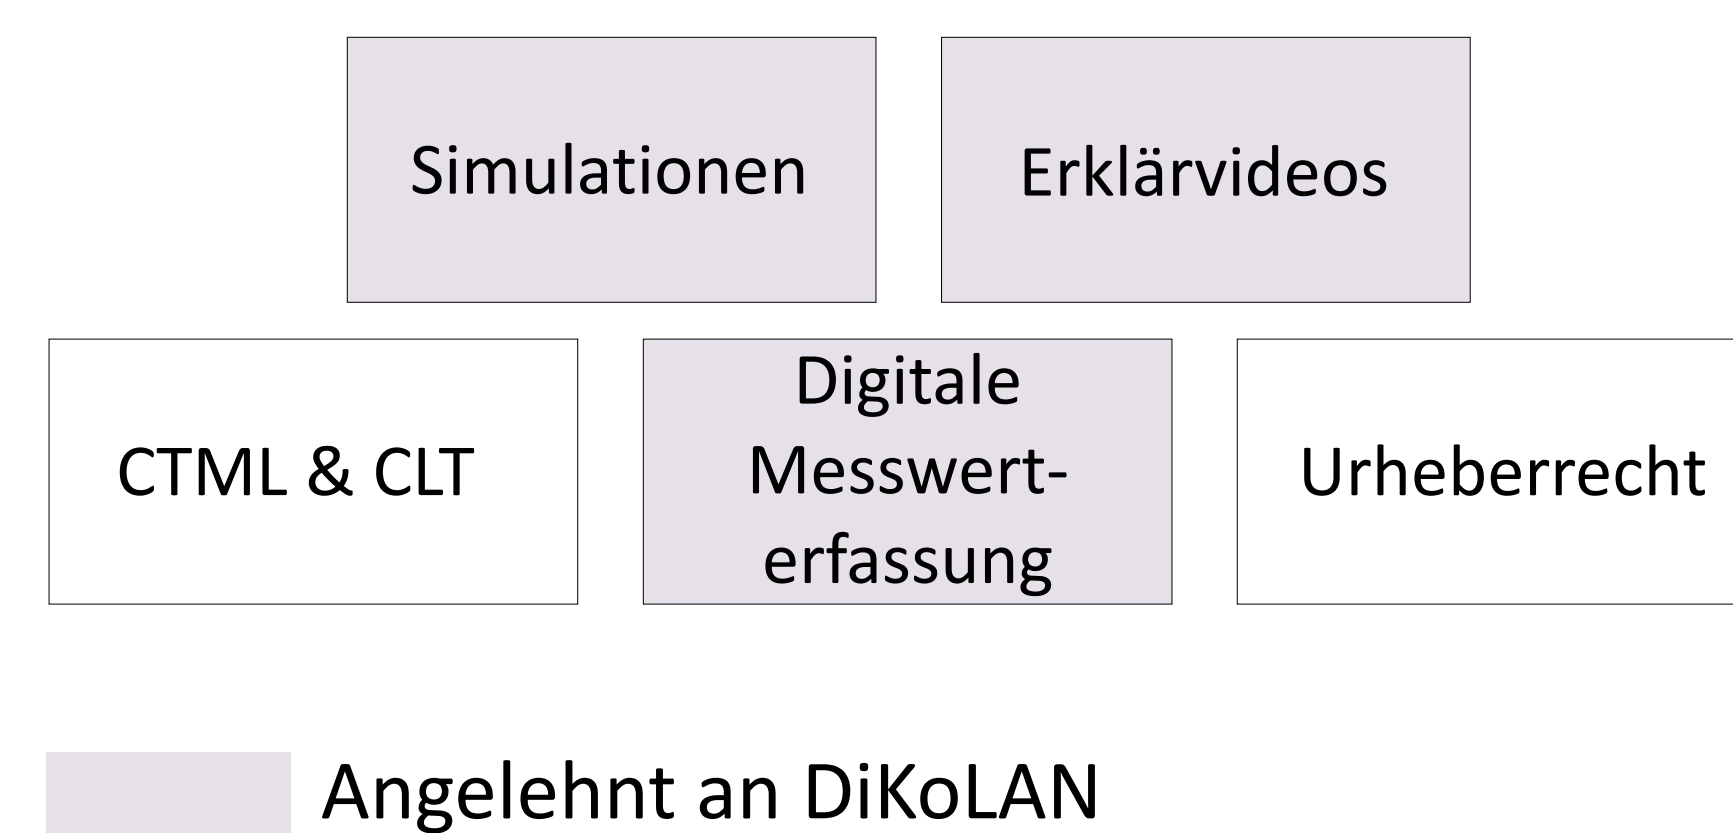 Simulationen
Erklärvideos
CTML & CLT
Digitale
Messwert-
erfassung
Urheberrecht
Angelehnt an DiKoLAN